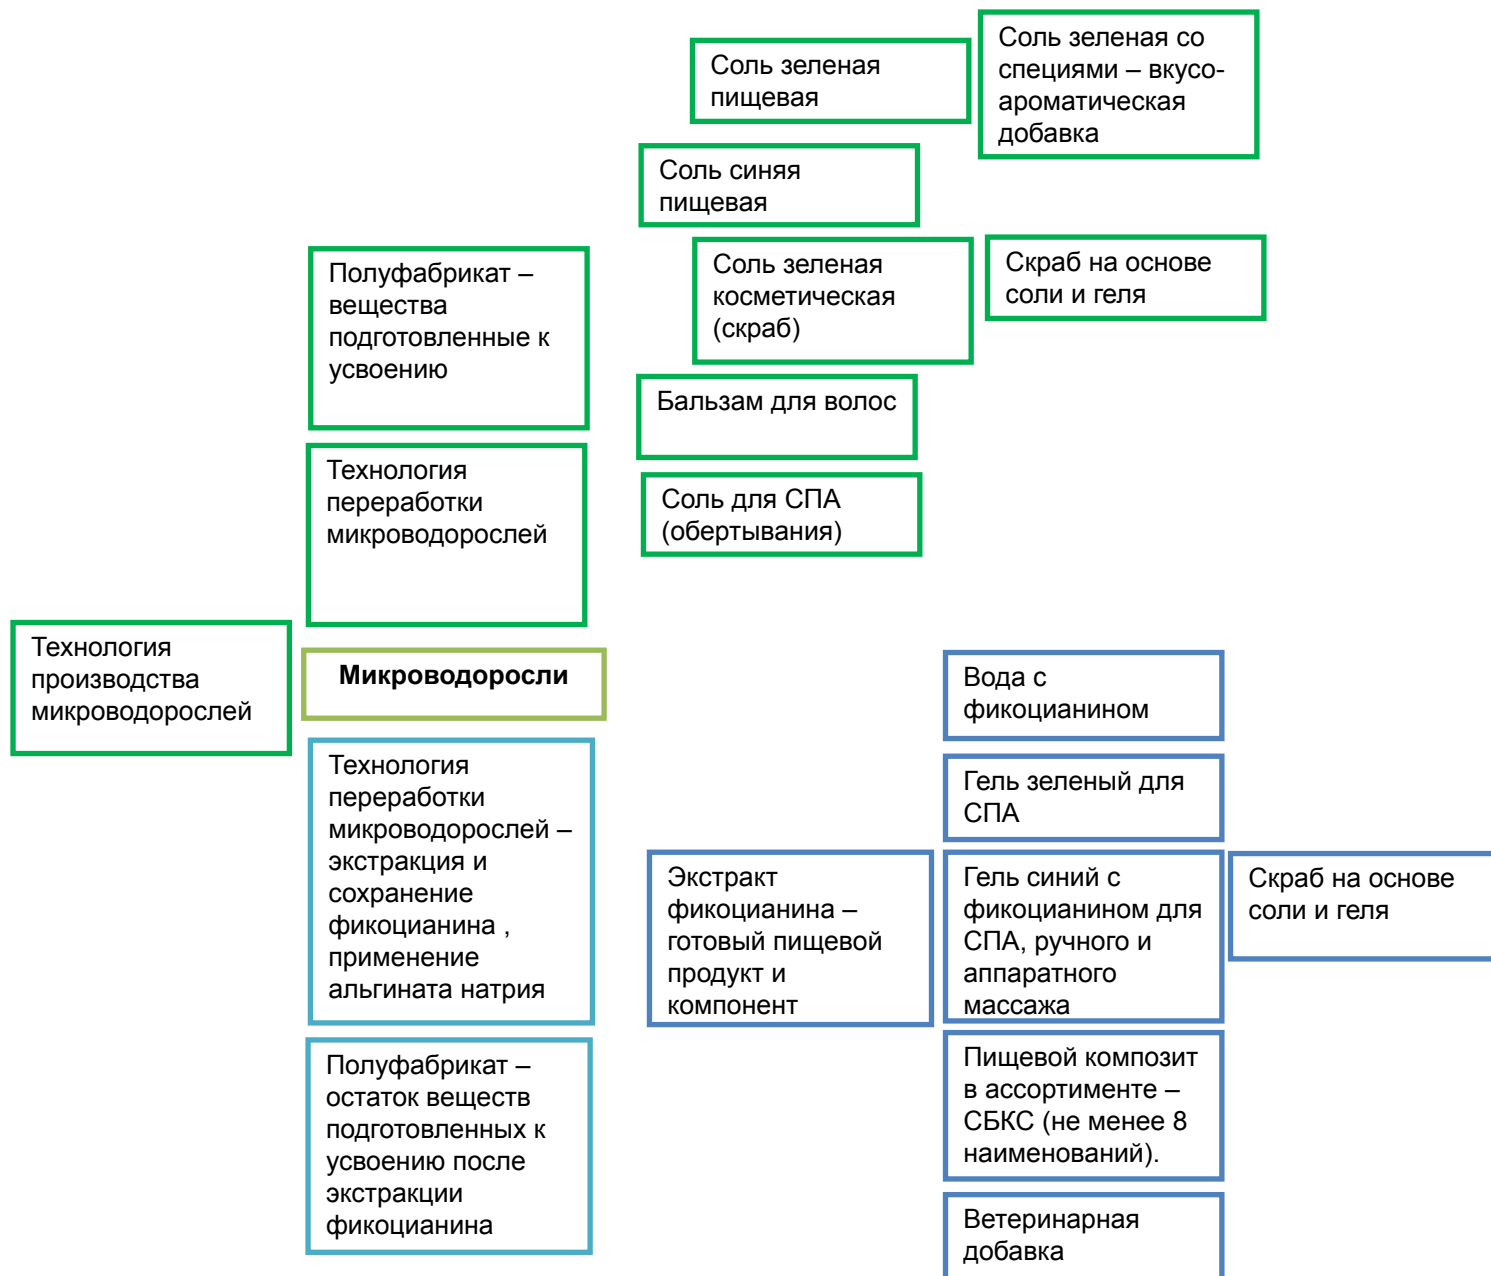 Соль зеленая
пищевая
Соль зеленая со
специями – вкусо-
ароматическая
добавка
Соль синяя
пищевая
Полуфабрикат –
вещества
подготовленные к
усвоению
Соль зеленая
косметическая
(скраб)
Скраб на основе
соли и геля
Бальзам для волос
Технология
переработки
микроводорослей
Соль для СПА
(обертывания)
Технология
производства
микроводорослей
Микроводоросли
Вода с
фикоцианином
Технология
переработки
микроводорослей –
экстракция и
сохранение
фикоцианина ,
применение
альгината натрия
Гель зеленый для
СПА
Экстракт
фикоцианина –
готовый пищевой
продукт и
компонент
Гель синий с
фикоцианином для
СПА, ручного и
аппаратного
массажа
Скраб на основе
соли и геля
Полуфабрикат –
остаток веществ
подготовленных к
усвоению после
экстракции
фикоцианина
Пищевой композит
в ассортименте –
СБКС (не менее 8
наименований).
Ветеринарная
добавка